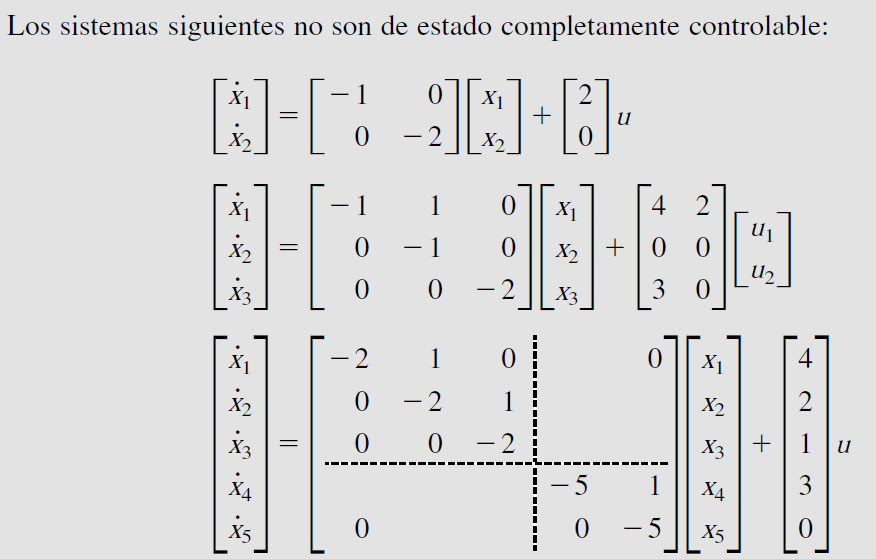 Los sistemas siguientes no son de estado completamente controlable:
[ẋ₁; ẋ₂] = [−1 0; 0 −2] [x₁; x₂] + [2; 0] u
[ẋ₁; ẋ₂; ẋ₃] = [−1 1 0; 0 −1 0; 0 0 −2] [x₁; x₂; x₃] + [4 2; 0 0; 3 0] [u₁; u₂]
[ẋ₁; ẋ₂; ẋ₃; ẋ₄; ẋ₅] = [−2 1 0 0; 0 −2 1; 0 0 −2; −5 1; 0 0 −5] [x₁; x₂; x₃; x₄; x₅] + [4; 2; 1; 3; 0] u